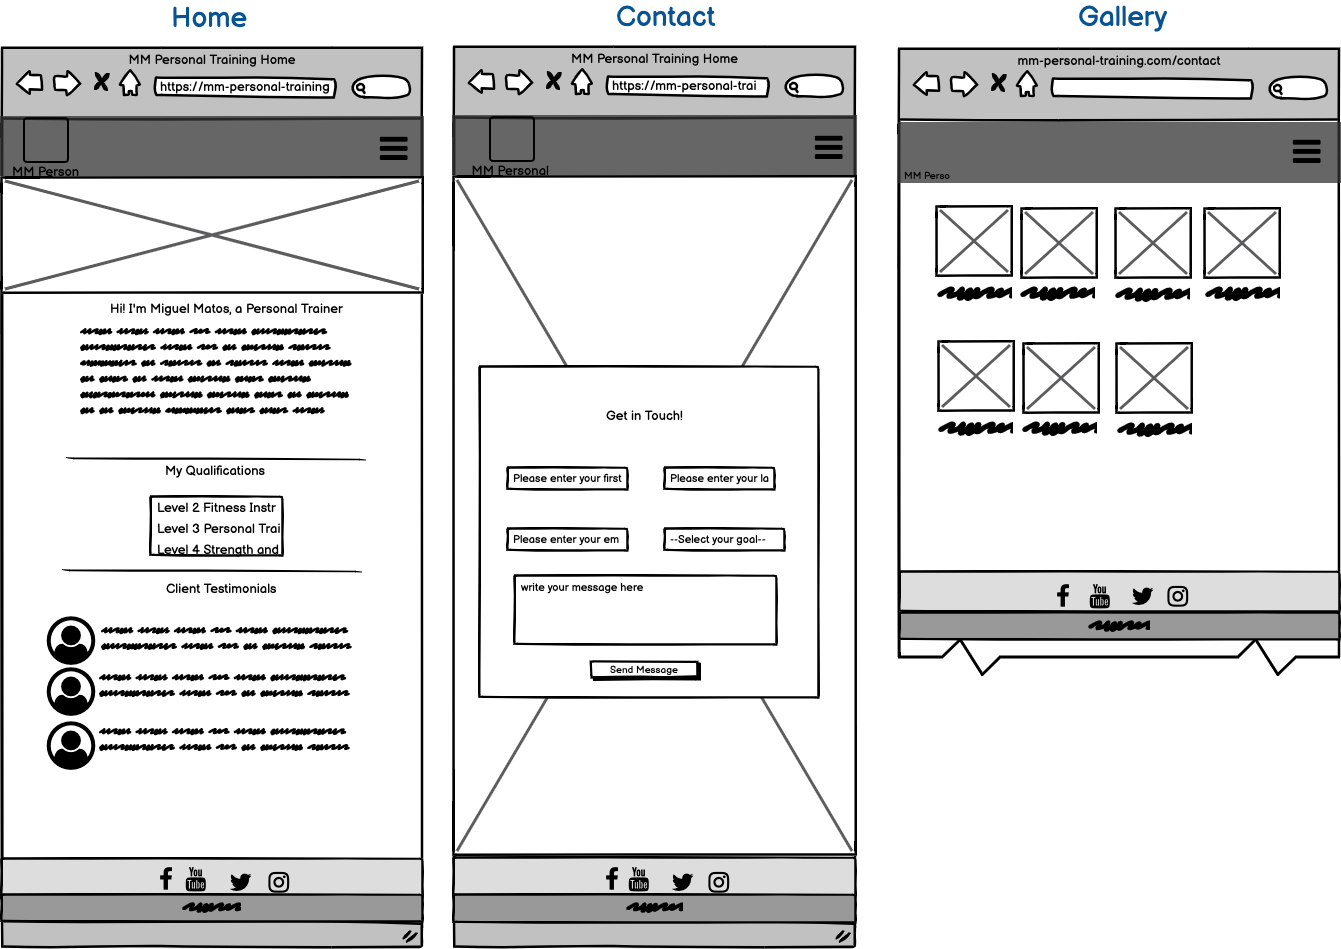 Home
MM Personal Training Home
https://mm-personal-training
MM Person
Hi! I'm Miguel Matos, a Personal Trainer
My Qualifications
Level 2 Fitness Instr
Level 3 Personal Trai
Level 4 Strength and
Client Testimonials
You
Tube
Contact
MM Personal Training Home
https://mm-personal-trai
MM Personal
Get in Touch!
Please enter your first
Please enter your la
Please enter your em
--Select your goal--
write your message here
Send Message
You
Tube
Gallery
mm-personal-training.com/contact
MM Perso
You
Tube